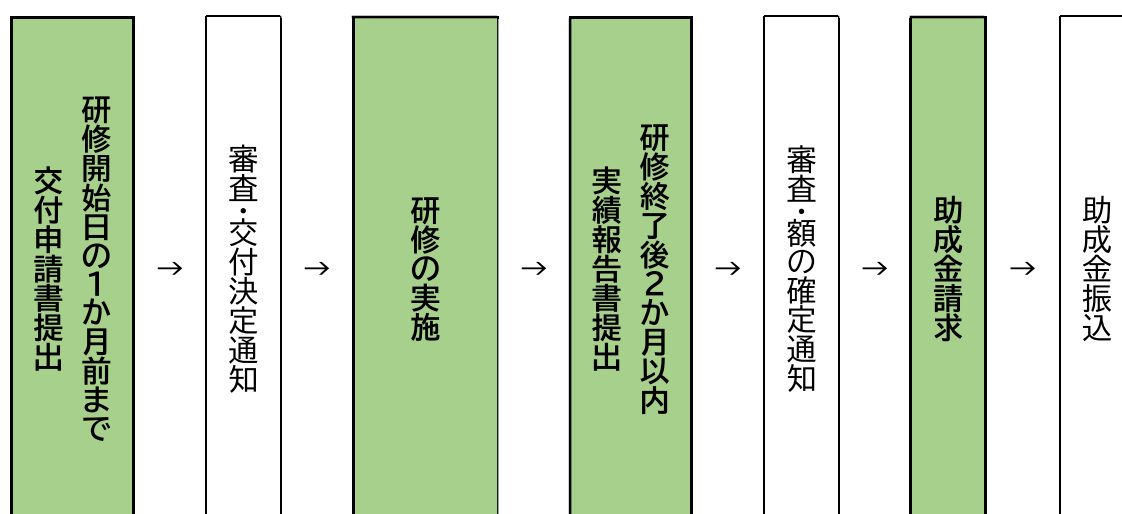 研修開始日の1か月前まで
交付申請書提出
→
審査・交付決定通知
→
研修の実施
→
研修終了後2か月以内
実績報告書提出
→
審査・額の確定通知
→
助成金請求
→
助成金振込